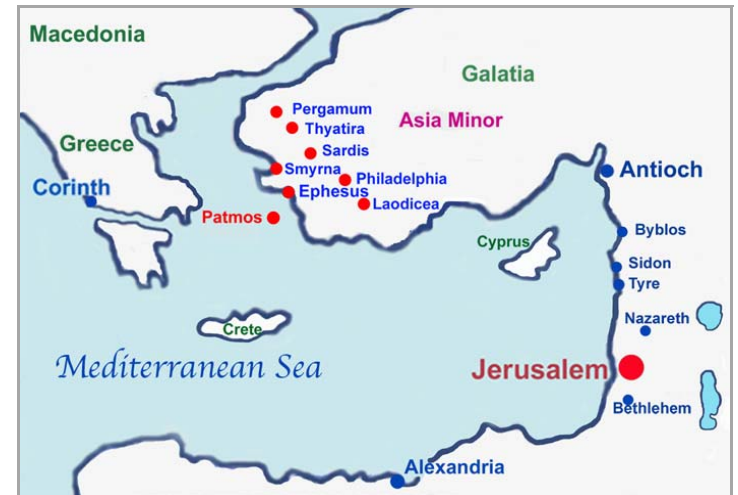 Macedonia
Galatia
Pergamum
Asia Minor
Thyatira
Greece
Sardis
Smyrna
Antioch
Philadelphia
Corinth
Ephesus
Laodicea
Patmos
Byblos
Cyprus
Sidon
Tyre
Nazareth
Crete
Mediterranean Sea
Jerusalem
Bethlehem
Alexandria